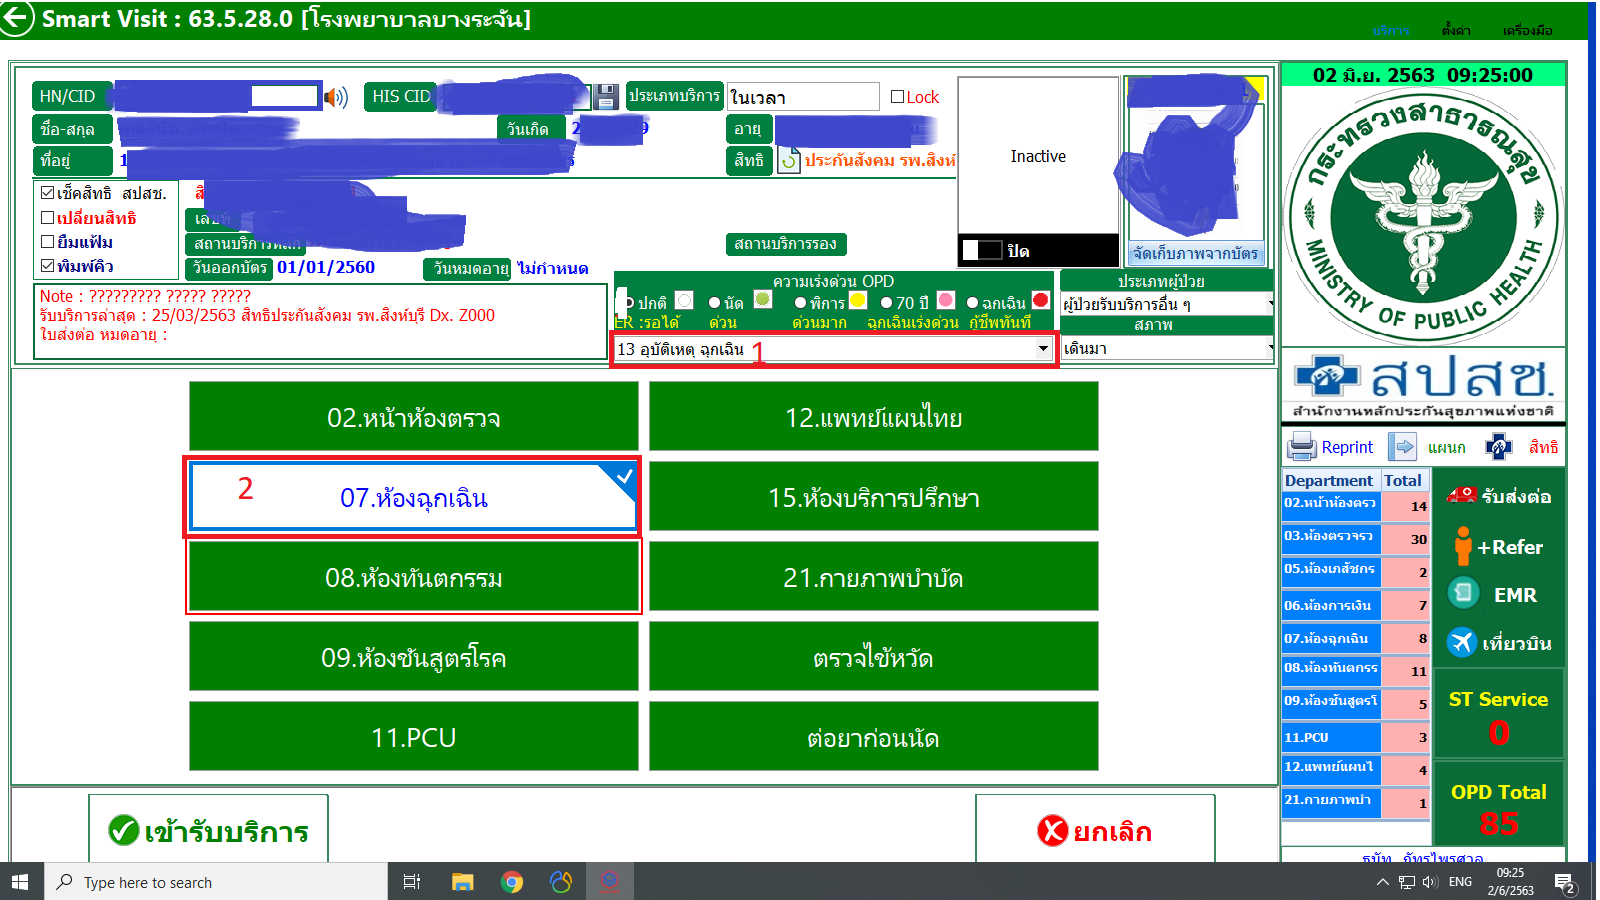 Smart Visit : 63.5.28.0 [โรงพยาบาลบางระจัน]
บริการ ตั้งค่า เครื่องมือ
02 มิ.ย. 2563 09:25:00
HN/CID
HIS CID
ประเภทบริการ ในเวลา
Lock
ชื่อ-สกุล
วันเกิด
อายุ
ที่อยู่
สิทธิ ประกันสังคม รพ.สิงห์
Inactive
ปิด
จัดเก็บภาพจากบัตร
เช็คสิทธิ สปสช.
เปลี่ยนสิทธิ
ยืมแฟ้ม
พิมพ์คิว
สถานบริการหลัก
สถานบริการรอง
วันออกบัตร 01/01/2560 วันหมดอายุ ไม่กำหนด
Note : ????????? ????? ?????
รับบริการล่าสุด : 25/03/2563 สิทธิประกันสังคม รพ.สิงห์บุรี Dx. Z000
ใบส่งต่อ หมดอายุ :
ความเร่งด่วน OPD
ปกติ นัด พิการ 70 ปี ฉุกเฉิน
ER :รอได้ ด่วน ด่วนมาก ฉุกเฉินเร่งด่วน กู้ชีพทันที
13 อุบัติเหตุ ฉุกเฉิน 1
ประเภทผู้ป่วย
ผู้ป่วยรับบริการอื่น ๆ
สภาพ
เดินมา
กระทรวงสาธารณสุข
MINISTRY OF PUBLIC HEALTH
สปสช.
สำนักงานหลักประกันสุขภาพแห่งชาติ
02.หน้าห้องตรวจ
12.แพทย์แผนไทย
2 07.ห้องฉุกเฉิน
15.ห้องบริการปรึกษา
08.ห้องทันตกรรม
21.กายภาพบำบัด
09.ห้องชันสูตรโรค
ตรวจไข้หวัด
11.PCU
ต่อยาก่อนนัด
เข้ารับบริการ
ยกเลิก
Reprint แผนก สิทธิ
Department Total
02.หน้าห้องตรว 14
03.ห้องตรวจรว 30
05.ห้องเภสัชกร 2
06.ห้องการเงิน 7
07.ห้องฉุกเฉิน 8
08.ห้องทันตกรร 11
09.ห้องชันสูตรโ 5
11.PCU 3
12.แพทย์แผนไ 4
21.กายภาพบำ 1
รับส่งต่อ
+Refer
EMR
เที่ยวบิน
ST Service
0
OPD Total
85
Type here to search
ENG
09:25
2/6/2563
2